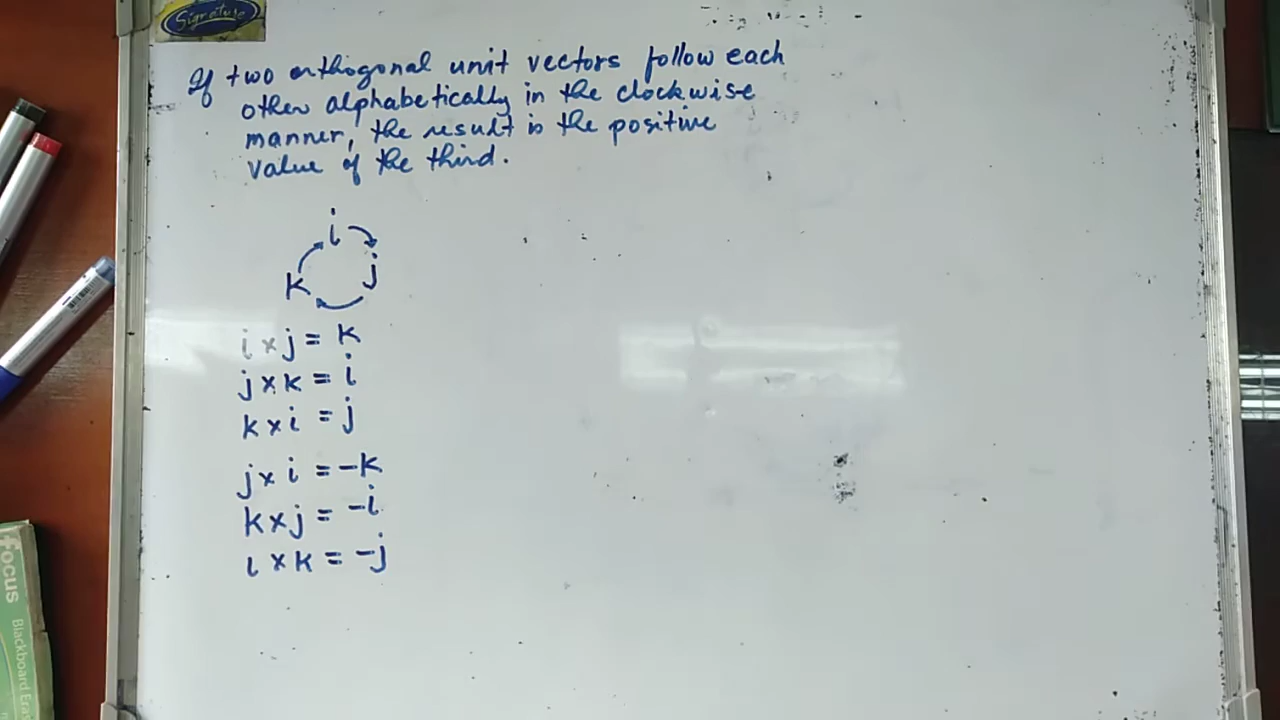 Signature
If two orthogonal unit vectors follow each
other alphabetically in the clockwise
manner, the result is the positive
value of the third.
i
k j
i × j = k
j × k = i
k × i = j
j × i = -k
k × j = -i
i × k = -j
focus
Blackboard Eras